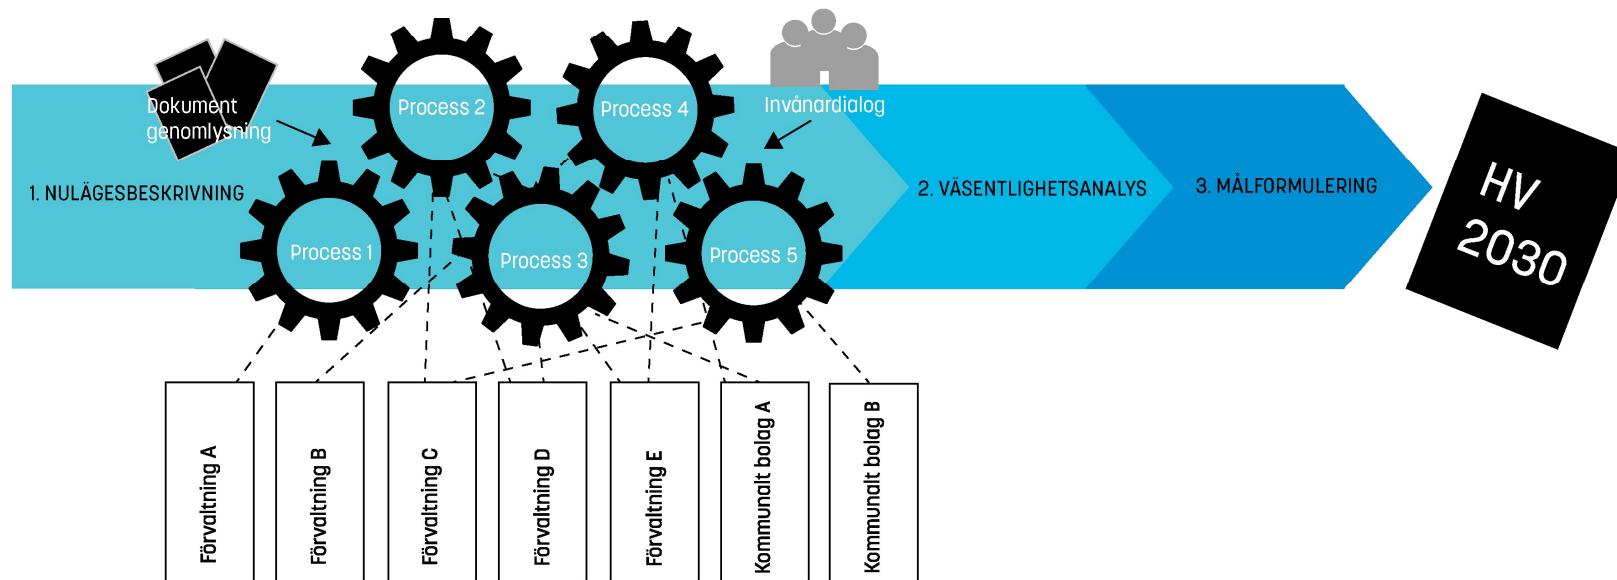 Dokument
genomlysning
Process 2
Process 4
Invånardialog
1. NULÄGESBESKRIVNING
2. VÄSENTLIGHETSANALYS
3. MÅLFORMULERING
HV
2030
Process 1
Process 3
Process 5
Förvaltning A
Förvaltning B
Förvaltning C
Förvaltning D
Förvaltning E
Kommunalt bolag A
Kommunalt bolag B